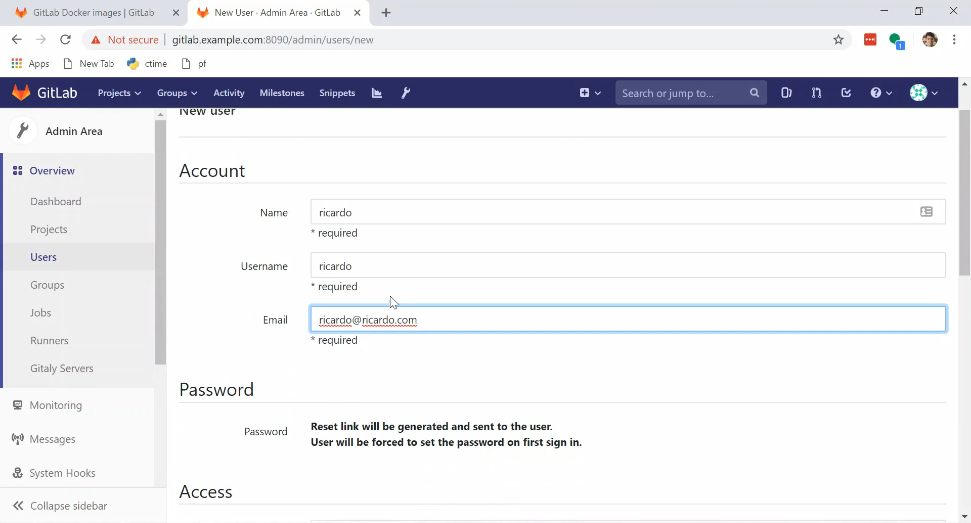 GitLab Docker images | GitLab
New User · Admin Area · GitLab
Not secure | gitlab.example.com:8090/admin/users/new
1
Apps New Tab ctime pf
GitLab Projects Groups Activity Milestones Snippets Search or jump to...
Admin Area
Overview
Dashboard
Projects
Users
Groups
Jobs
Runners
Gitaly Servers
Monitoring
Messages
System Hooks
Collapse sidebar
New user
Account
Name ricardo
* required
Username ricardo
* required
Email ricardo@ricardo.com
* required
Password
Password Reset link will be generated and sent to the user.
User will be forced to set the password on first sign in.
Access